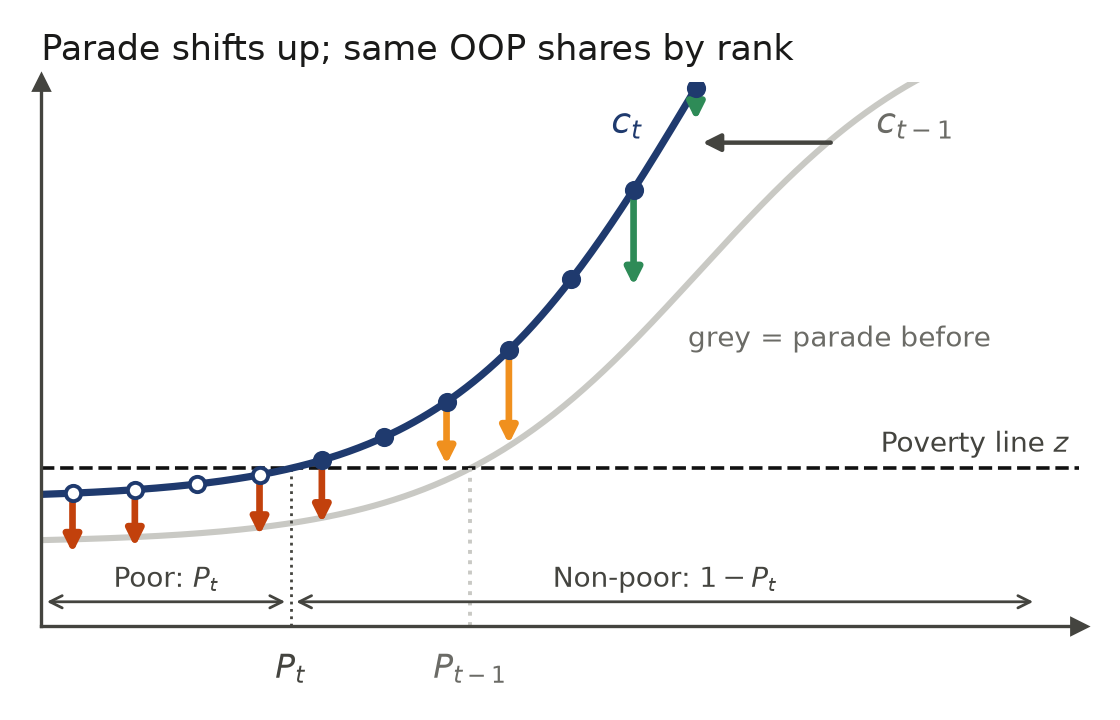 Parade shifts up; same OOP shares by rank
c_t
c_{t−1}
grey = parade before
Poverty line z
Poor: P_t
Non-poor: 1 − P_t
P_t
P_{t−1}